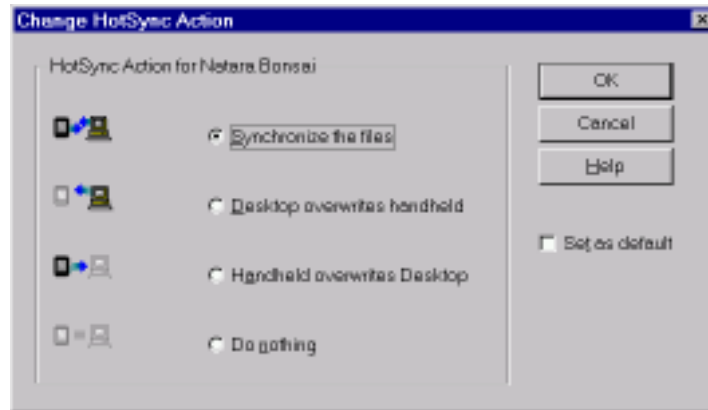 Change HotSync Action
HotSync Action for Natara Bonsai
Synchronize the files
Desktop overwrites handheld
Handheld overwrites Desktop
Do nothing
OK
Cancel
Help
Set as default